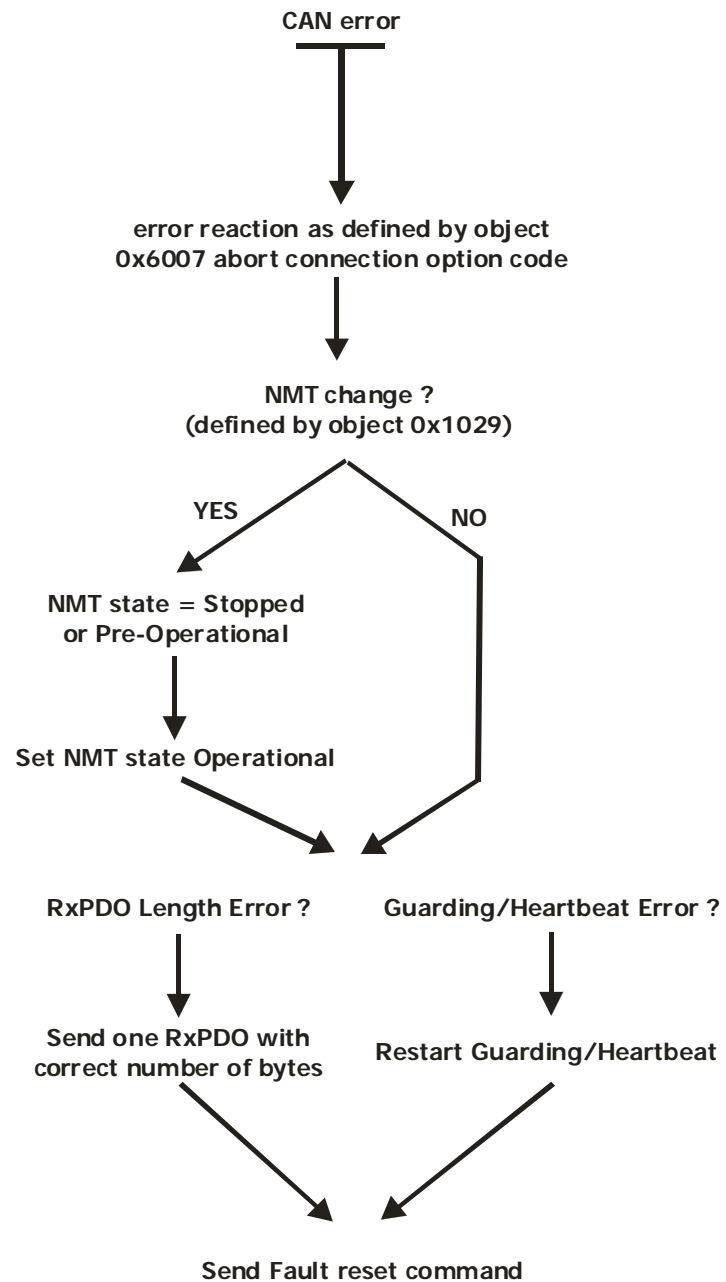 CAN error
error reaction as defined by object
0x6007 abort connection option code
NMT change ?
(defined by object 0x1029)
YES
NO
NMT state = Stopped
or Pre-Operational
Set NMT state Operational
RxPDO Length Error ?
Guarding/Heartbeat Error ?
Send one RxPDO with
correct number of bytes
Restart Guarding/Heartbeat
Send Fault reset command